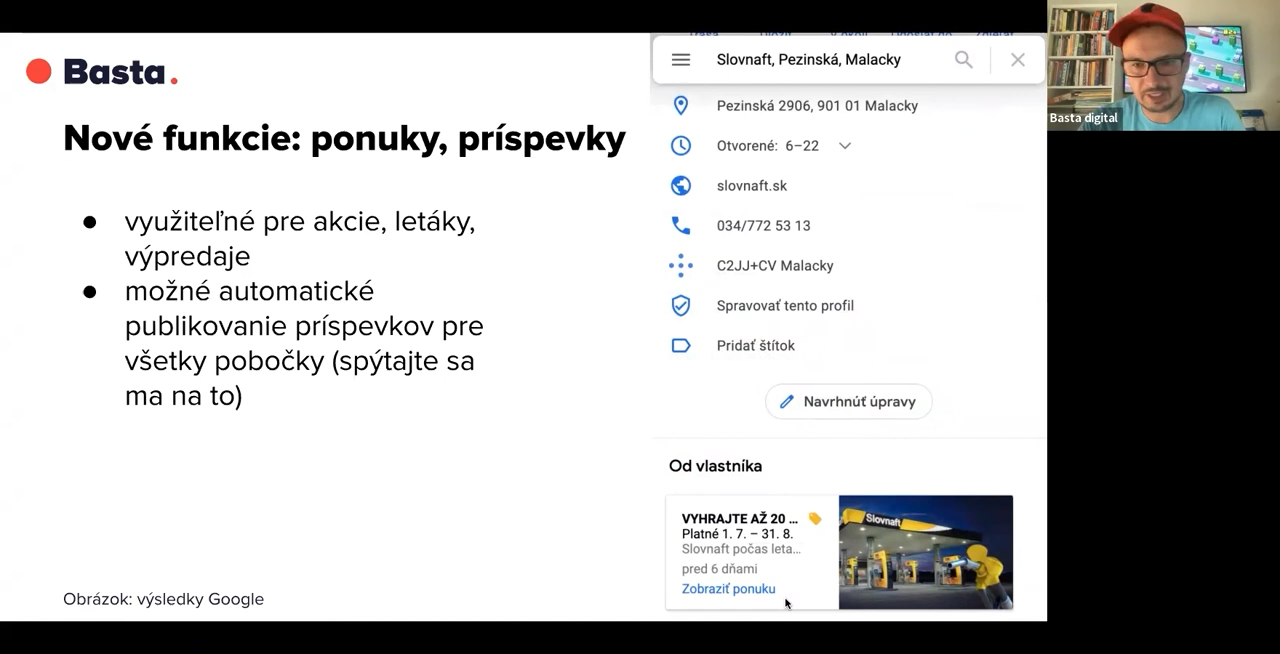 Basta.
Nové funkcie: ponuky, príspevky
● využiteľné pre akcie, letáky,
výpredaje
● možné automatické
publikovanie príspevkov pre
všetky pobočky (spýtajte sa
ma na to)
Obrázok: výsledky Google
Slovnaft, Pezinská, Malacky
Pezinská 2906, 901 01 Malacky
Otvorené: 6–22
slovnaft.sk
034/772 53 13
C2JJ+CV Malacky
Spravovať tento profil
Pridať štítok
Navrhnúť úpravy
Od vlastníka
VYHRAJTE AŽ 20 ...
Platné 1. 7. – 31. 8.
Slovnaft počas leta...
pred 6 dňami
Zobraziť ponuku
Slovnaft
Basta digital